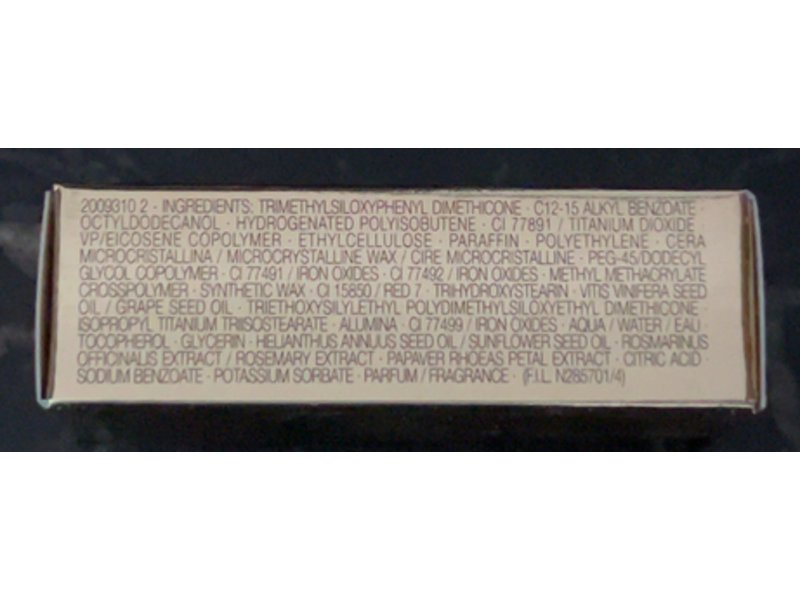 2009310 2 - INGREDIENTS: TRIMETHYLSILOXYPHENYL DIMETHICONE · C12-15 ALKYL BENZOATE ·
OCTYLDODECANOL · HYDROGENATED POLYISOBUTENE · CI 77891 / TITANIUM DIOXIDE
VP/EICOSENE COPOLYMER · ETHYLCELLULOSE · PARAFFIN · POLYETHYLENE · CERA
MICROCRISTALLINA / MICROCRYSTALLINE WAX / CIRE MICROCRISTALLINE · PEG-45/DODECYL
GLYCOL COPOLYMER · CI 77491 / IRON OXIDES · CI 77492 / IRON OXIDES · METHYL METHACRYLATE
CROSSPOLYMER · SYNTHETIC WAX · CI 15850 / RED 7 · TRIHYDROXYSTEARIN · VITIS VINIFERA SEED
OIL / GRAPE SEED OIL · TRIETHOXYSILYLETHYL POLYDIMETHYLSILOXYETHYL DIMETHICONE
ISOPROPYL TITANIUM TRIISOSTEARATE · ALUMINA · CI 77499 / IRON OXIDES · AQUA / WATER / EAU ·
TOCOPHEROL · GLYCERIN · HELIANTHUS ANNUUS SEED OIL / SUNFLOWER SEED OIL · ROSMARINUS
OFFICINALIS EXTRACT / ROSEMARY EXTRACT · PAPAVER RHOEAS PETAL EXTRACT · CITRIC ACID ·
SODIUM BENZOATE · POTASSIUM SORBATE · PARFUM / FRAGRANCE · (F.I.L. N285701/4)